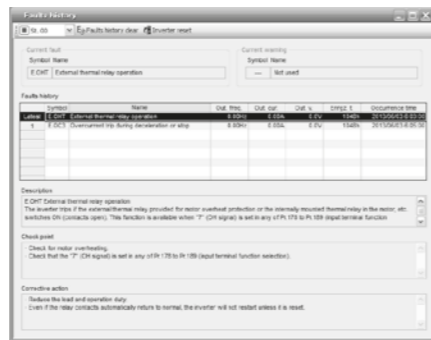 Faults history
St.:00 Faults history clear Inverter reset
Current fault
Current warning
Symbol Name
Symbol Name
E.OHT External thermal relay operation
--- Not used
Faults history
Symbol Name Out. freq. Out. cur. Out. v. Enrgz. t. Occurrence time
Latest E.OHT External thermal relay operation 0.00Hz 0.00A 0.0V
1 E.OC3 Overcurrent trip during deceleration or stop 0.00Hz 0.00A 0.0V
Description
E.OHT External thermal relay operation
The inverter trips if the external thermal relay provided for motor overheat protection or the internally mounted thermal relay in the motor, etc.
switches ON (contacts open). This function is available when "7" (OH signal) is set in any of Pr.178 to Pr.189 (input terminal function
Check point
- Check for motor overheating.
- Check that the "7" (OH signal) is set in any of Pr.178 to Pr.189 (input terminal function selection).
Corrective action
- Reduce the load and operation duty.
- Even if the relay contacts automatically return to normal, the inverter will not restart unless it is reset.